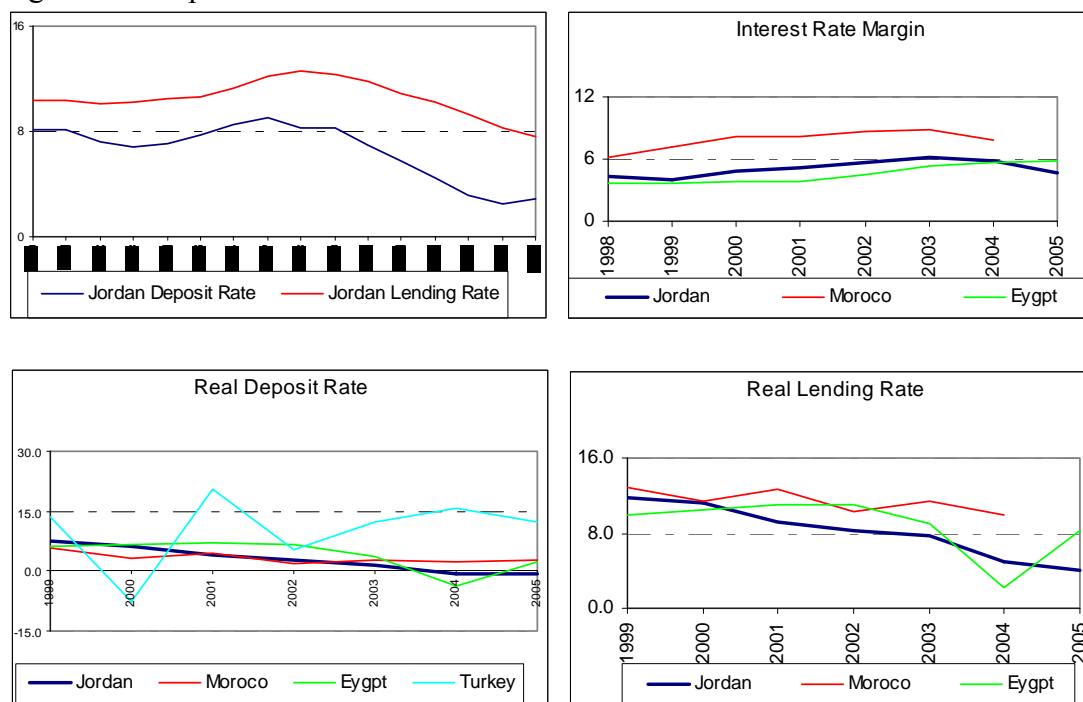 16
8
0
Jordan Deposit Rate Jordan Lending Rate
Interest Rate Margin
12
6
0
1998 1999 2000 2001 2002 2003 2004 2005
Jordan Moroco Eygpt
Real Deposit Rate
30.0
15.0
0.0
-15.0
1999 2000 2001 2002 2003 2004 2005
Jordan Moroco Eygpt Turkey
Real Lending Rate
16.0
8.0
0.0
1999 2000 2001 2002 2003 2004 2005
Jordan Moroco Eygpt